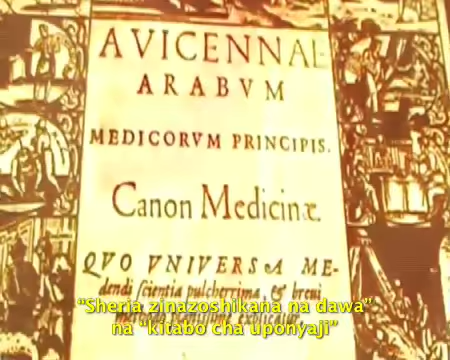 AVICENNAE
ARABVM
MEDICORVM PRINCIPIS.
Canon Medicinæ.
QVO VNIVERSA ME-
dendi scientia pulcherrima, & breui
“Sheria zinazoshikana na dawa”
na “kitabo cha uponyaji”